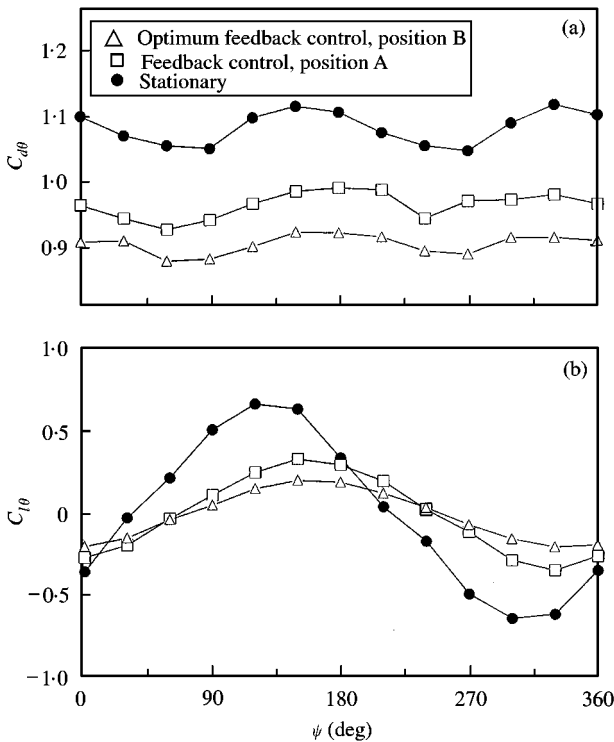 (a)
Optimum feedback control, position B
Feedback control, position A
Stationary
1·2
1·1
1·0
0·9
C_dθ
(b)
1·0
0·5
0
−0·5
−1·0
C_lθ
0 90 180 270 360
ψ (deg)